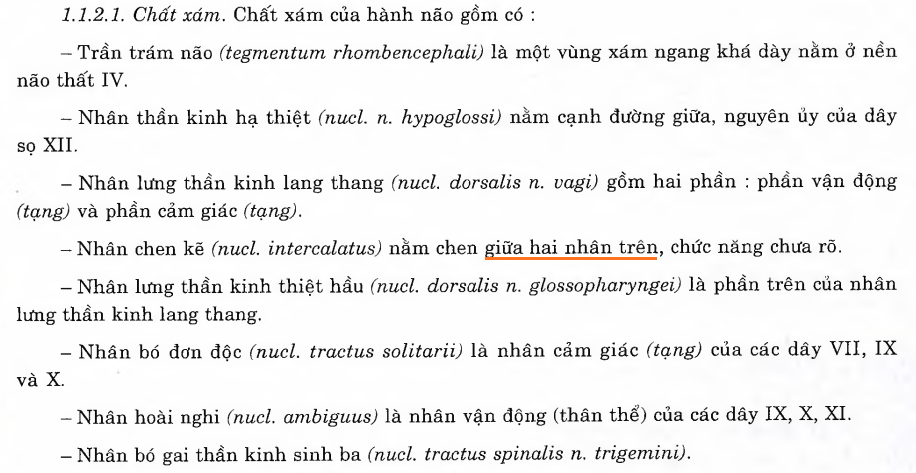 1.1.2.1. Chất xám. Chất xám của hành não gồm có :
– Trần trám não (tegmentum rhombencephali) là một vùng xám ngang khá dày nằm ở nền
não thất IV.
– Nhân thần kinh hạ thiệt (nucl. n. hypoglossi) nằm cạnh đường giữa, nguyên ủy của dây
sọ XII.
– Nhân lưng thần kinh lang thang (nucl. dorsalis n. vagi) gồm hai phần : phần vận động
(tạng) và phần cảm giác (tạng).
– Nhân chen kẽ (nucl. intercalatus) nằm chen giữa hai nhân trên, chức năng chưa rõ.
– Nhân lưng thần kinh thiệt hầu (nucl. dorsalis n. glossopharyngei) là phần trên của nhân
lưng thần kinh lang thang.
– Nhân bó đơn độc (nucl. tractus solitarii) là nhân cảm giác (tạng) của các dây VII, IX
và X.
– Nhân hoài nghi (nucl. ambiguus) là nhân vận động (thân thể) của các dây IX, X, XI.
– Nhân bó gai thần kinh sinh ba (nucl. tractus spinalis n. trigemini).